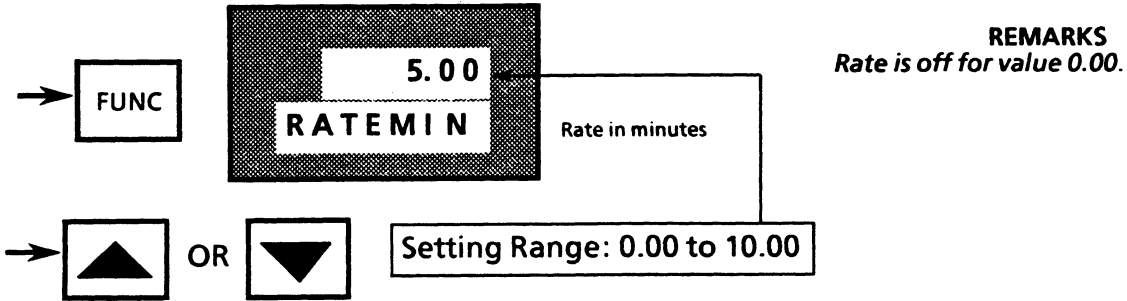 REMARKS
Rate is off for value 0.00.
FUNC
5.00
RATEMIN
Rate in minutes
OR
Setting Range: 0.00 to 10.00